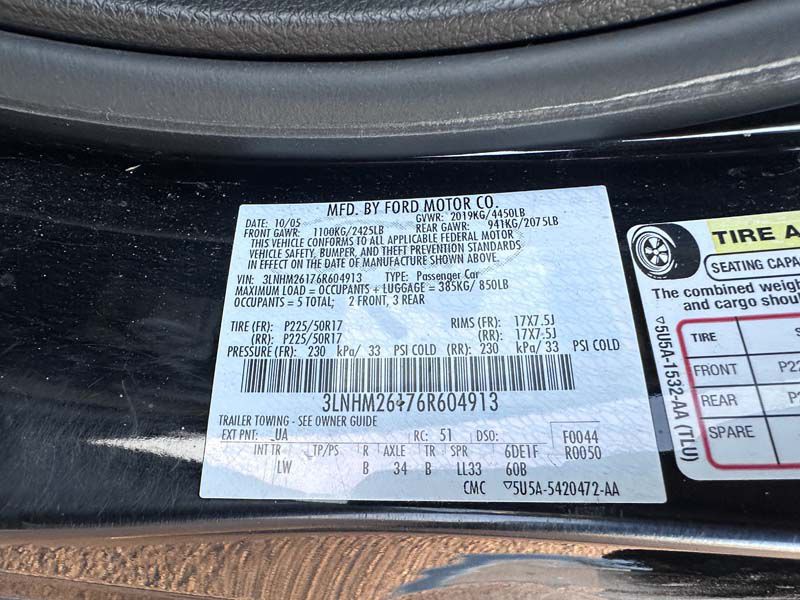 MFD. BY FORD MOTOR CO.
DATE: 10/05 GVWR: 2019KG/4450LB
FRONT GAWR: 1100KG/2425LB REAR GAWR: 941KG/2075LB
THIS VEHICLE CONFORMS TO ALL APPLICABLE FEDERAL MOTOR
VEHICLE SAFETY, BUMPER, AND THEFT PREVENTION STANDARDS
IN EFFECT ON THE DATE OF MANUFACTURE SHOWN ABOVE.
VIN: 3LNHM26176R604913 TYPE: Passenger Car
MAXIMUM LOAD = OCCUPANTS + LUGGAGE = 385KG/ 850LB
OCCUPANTS = 5 TOTAL; 2 FRONT, 3 REAR
TIRE (FR): P225/50R17 RIMS (FR): 17X7.5J
(RR): P225/50R17 (RR): 17X7.5J
PRESSURE (FR): 230 kPa/ 33 PSI COLD (RR): 230 kPa/ 33 PSI COLD
3LNHM26176R604913
TRAILER TOWING - SEE OWNER GUIDE
EXT PNT: UA RC: 51 DSO: F0044
INT TR TP/PS R AXLE TR SPR 6DE1F R0050
LW B 34 B LL33 60B
CMC ▽5U5A-5420472-AA
TIRE A
SEATING CAPA
The combined weigh
and cargo shou
TIRE S
FRONT P22
REAR P2
SPARE
▽5U5A-1532-AA (TLU)